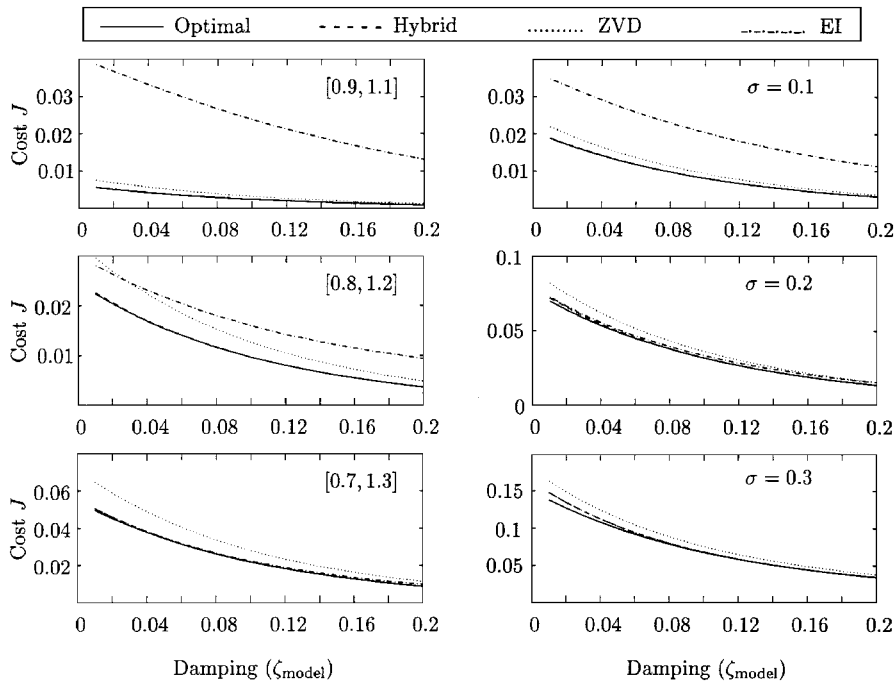 Optimal Hybrid ZVD EI
[0.9, 1.1]
Cost J
0.03
0.02
0.01
0 0.04 0.08 0.12 0.16 0.2
σ = 0.1
0.03
0.02
0.01
0 0.04 0.08 0.12 0.16 0.2
[0.8, 1.2]
Cost J
0.02
0.01
0 0.04 0.08 0.12 0.16 0.2
σ = 0.2
0.1
0.05
0
0 0.04 0.08 0.12 0.16 0.2
[0.7, 1.3]
Cost J
0.06
0.04
0.02
0 0.04 0.08 0.12 0.16 0.2
Damping (ζmodel)
σ = 0.3
0.15
0.1
0.05
0 0.04 0.08 0.12 0.16 0.2
Damping (ζmodel)